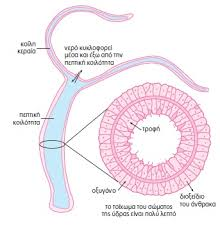 κοίλη
κεραία
νερό κυκλοφορεί
μέσα και έξω από την
πεπτική κοιλότητα
πεπτική
κοιλότητα
τροφή
οξυγόνο
διοξείδιο
του άνθρακα
το τοίχωμα του σώματος
της ύδρας είναι πολύ λεπτό